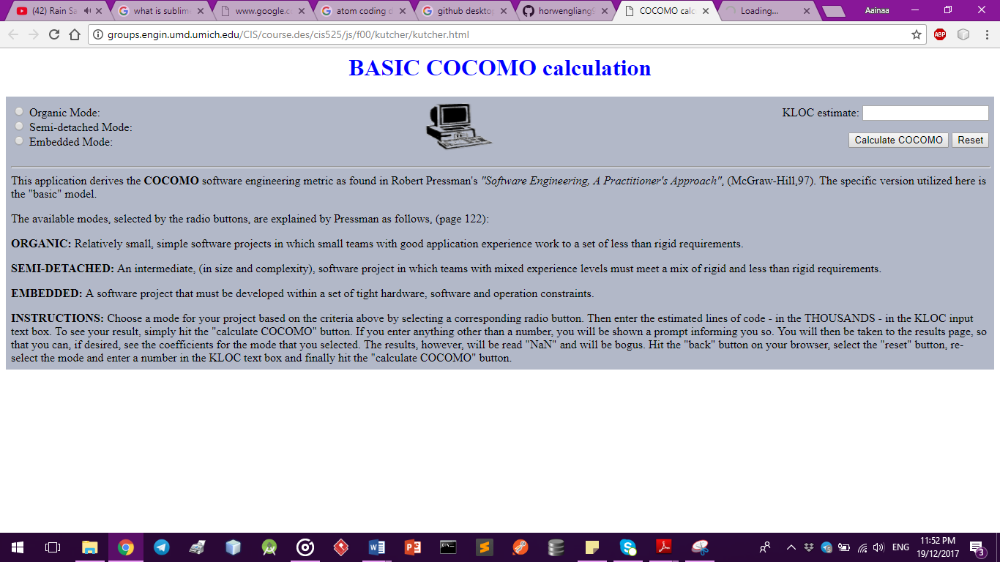 (42) Rain Sa
what is sublim
www.google.c
atom coding d
github deskto
horwengliang9
COCOMO calc
Loading...
Aainaa
groups.engin.umd.umich.edu/CIS/course.des/cis525/js/f00/kutcher/kutcher.html
ABP
BASIC COCOMO calculation
Organic Mode:
Semi-detached Mode:
Embedded Mode:
KLOC estimate:
Calculate COCOMO Reset
This application derives the COCOMO software engineering metric as found in Robert Pressman's "Software Engineering, A Practitioner's Approach", (McGraw-Hill,97). The specific version utilized here is
the "basic" model.
The available modes, selected by the radio buttons, are explained by Pressman as follows, (page 122):
ORGANIC: Relatively small, simple software projects in which small teams with good application experience work to a set of less than rigid requirements.
SEMI-DETACHED: An intermediate, (in size and complexity), software project in which teams with mixed experience levels must meet a mix of rigid and less than rigid requirements.
EMBEDDED: A software project that must be developed within a set of tight hardware, software and operation constraints.
INSTRUCTIONS: Choose a mode for your project based on the criteria above by selecting a corresponding radio button. Then enter the estimated lines of code - in the THOUSANDS - in the KLOC input
text box. To see your result, simply hit the "calculate COCOMO" button. If you enter anything other than a number, you will be shown a prompt informing you so. You will then be taken to the results page, so
that you can, if desired, see the coefficients for the mode that you selected. The results, however, will be read "NaN" and will be bogus. Hit the "back" button on your browser, select the "reset" button, re-
select the mode and enter a number in the KLOC text box and finally hit the "calculate COCOMO" button.
ENG
11:52 PM
19/12/2017
3